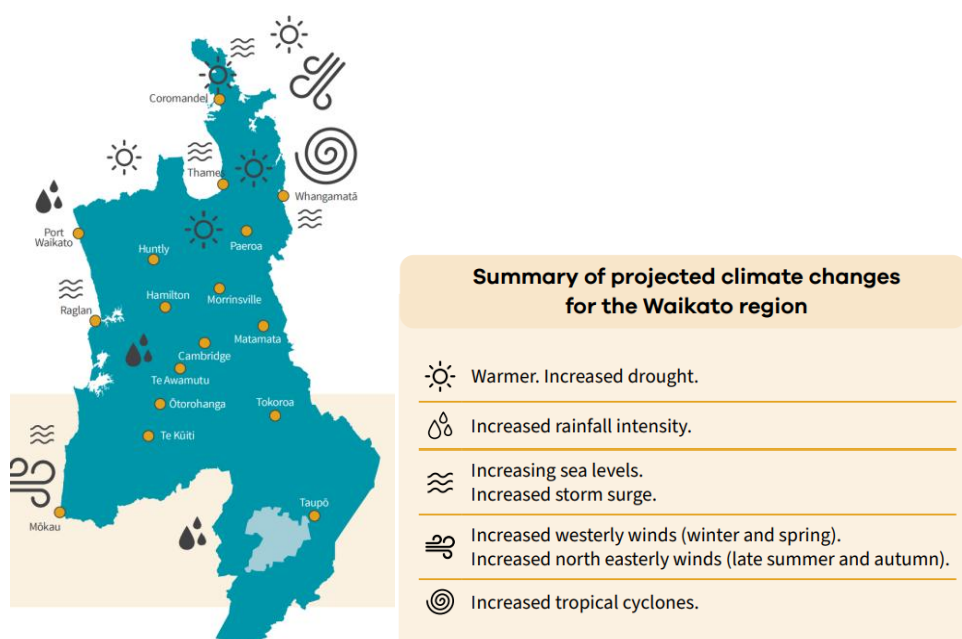 Coromandel
Thames
Whangamatā
Port
Waikato
Paeroa
Huntly
Hamilton
Morrinsville
Raglan
Matamata
Cambridge
Te Awamutu
Ōtorohanga
Tokoroa
Te Kūiti
Taupō
Mōkau
Summary of projected climate changes
for the Waikato region
Warmer. Increased drought.
Increased rainfall intensity.
Increasing sea levels.
Increased storm surge.
Increased westerly winds (winter and spring).
Increased north easterly winds (late summer and autumn).
Increased tropical cyclones.